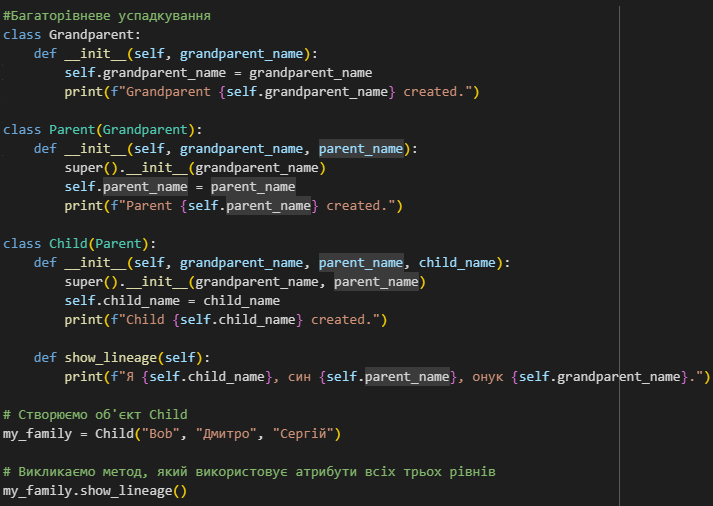 #Багаторівневе успадкування
class Grandparent:
    def __init__(self, grandparent_name):
        self.grandparent_name = grandparent_name
        print(f"Grandparent {self.grandparent_name} created.")

class Parent(Grandparent):
    def __init__(self, grandparent_name, parent_name):
        super().__init__(grandparent_name)
        self.parent_name = parent_name
        print(f"Parent {self.parent_name} created.")

class Child(Parent):
    def __init__(self, grandparent_name, parent_name, child_name):
        super().__init__(grandparent_name, parent_name)
        self.child_name = child_name
        print(f"Child {self.child_name} created.")

    def show_lineage(self):
        print(f"Я {self.child_name}, син {self.parent_name}, онук {self.grandparent_name}.")

# Створюємо об'єкт Child
my_family = Child("Bob", "Дмитро", "Сергій")

# Викликаємо метод, який використовує атрибути всіх трьох рівнів
my_family.show_lineage()